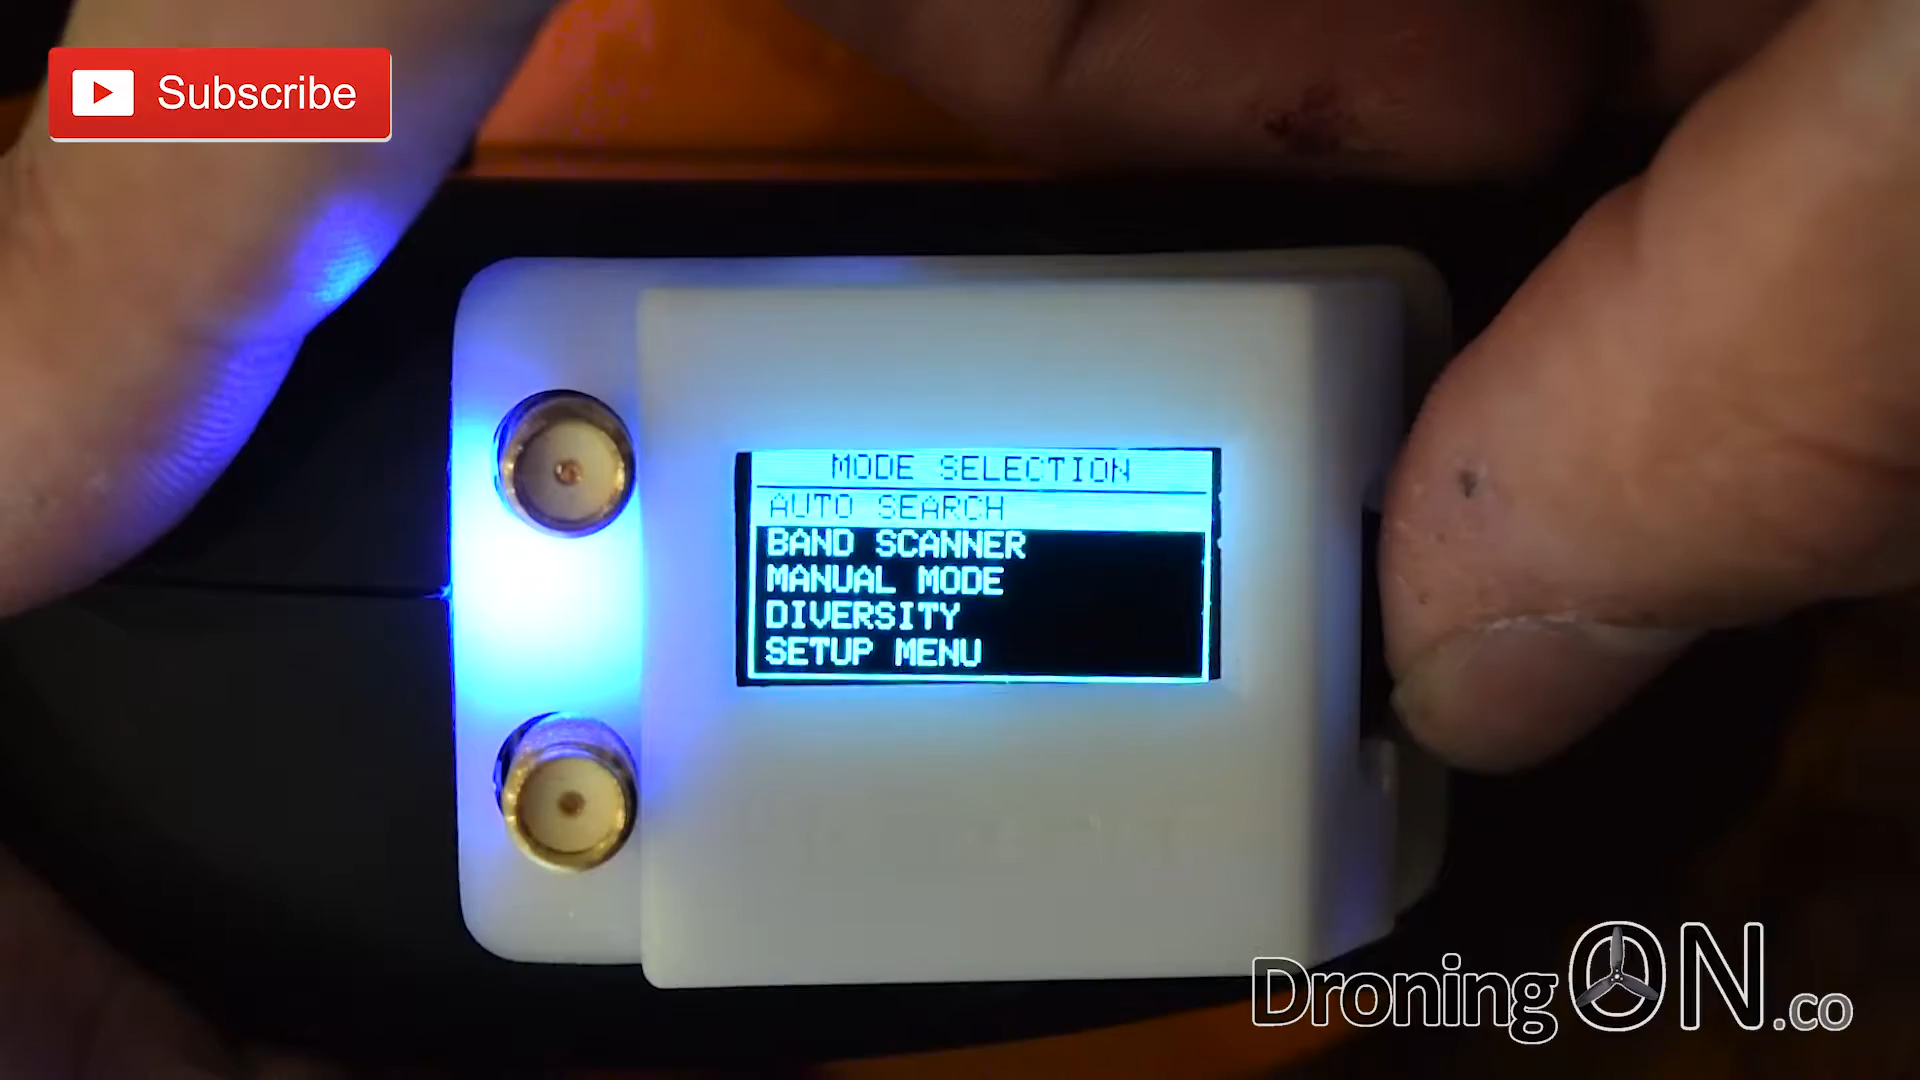 Subscribe
MODE SELECTION
AUTO SEARCH
BAND SCANNER
MANUAL MODE
DIVERSITY
SETUP MENU
DroningON.co